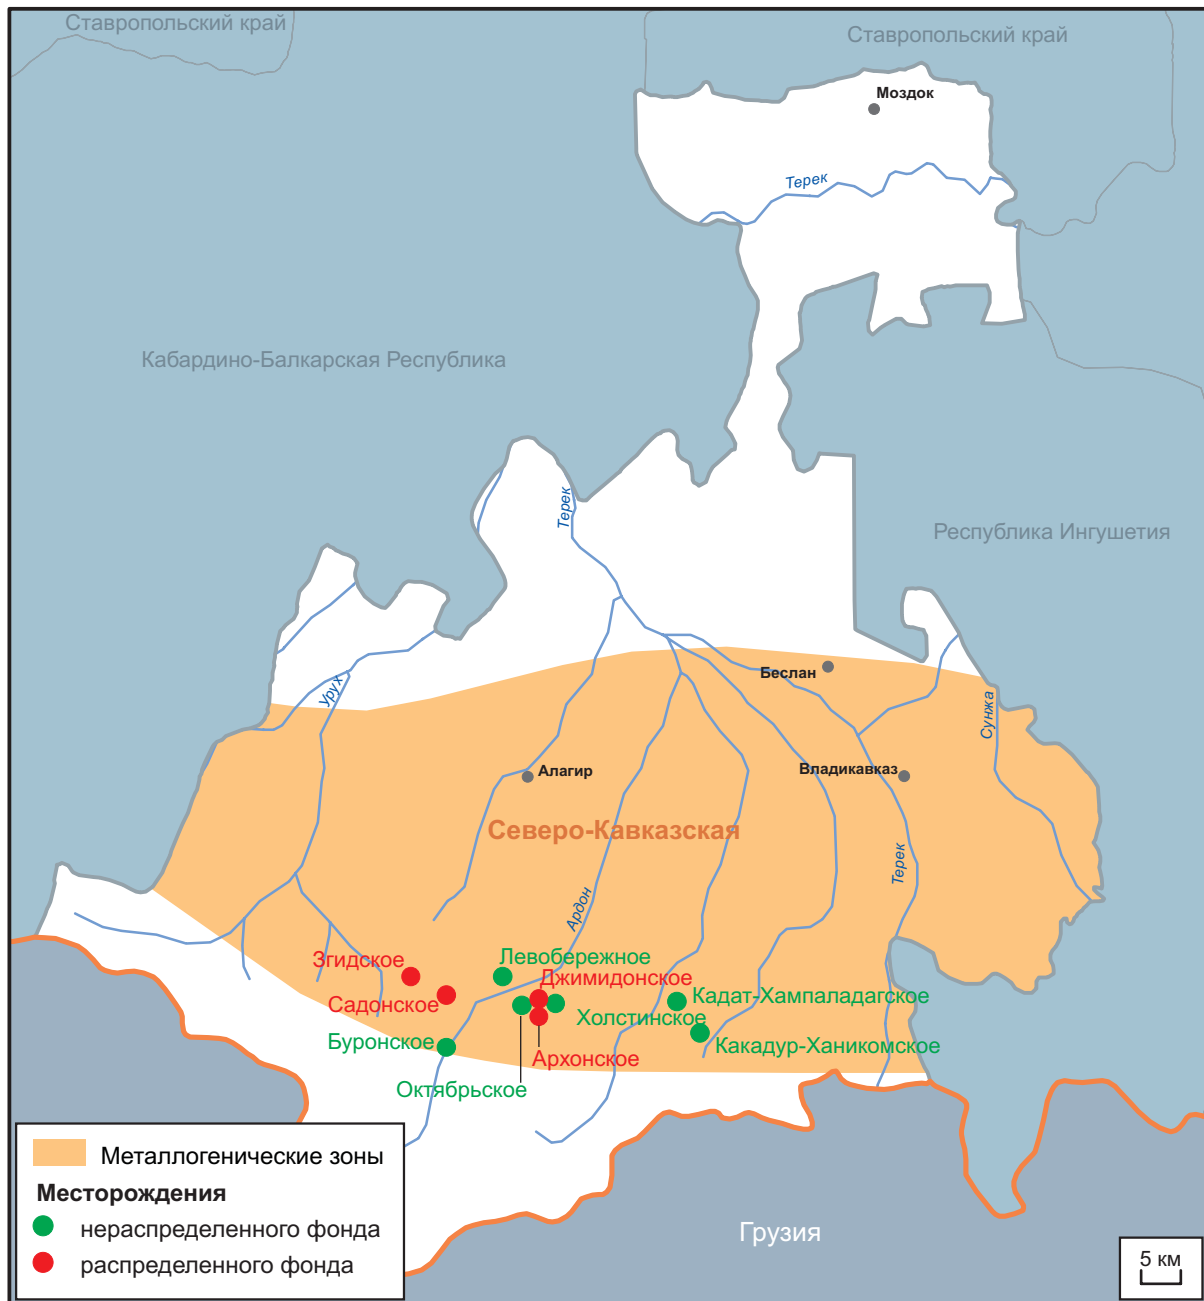 Ставропольский край
Ставропольский край
Моздок
Терек
Кабардино-Балкарская Республика
Терек
Республика Ингушетия
Урух
Беслан
Сунжа
Алагир
Владикавказ
Северо-Кавказская
Терек
Ардон
Згидское
Левобережное
Джимидонское
Садонское
Кадат-Хампаладагское
Холстинское
Буронское
Какадур-Ханикомское
Архонское
Октябрьское
Металлогенические зоны
Месторождения
нераспределенного фонда
распределенного фонда
Грузия
5 км